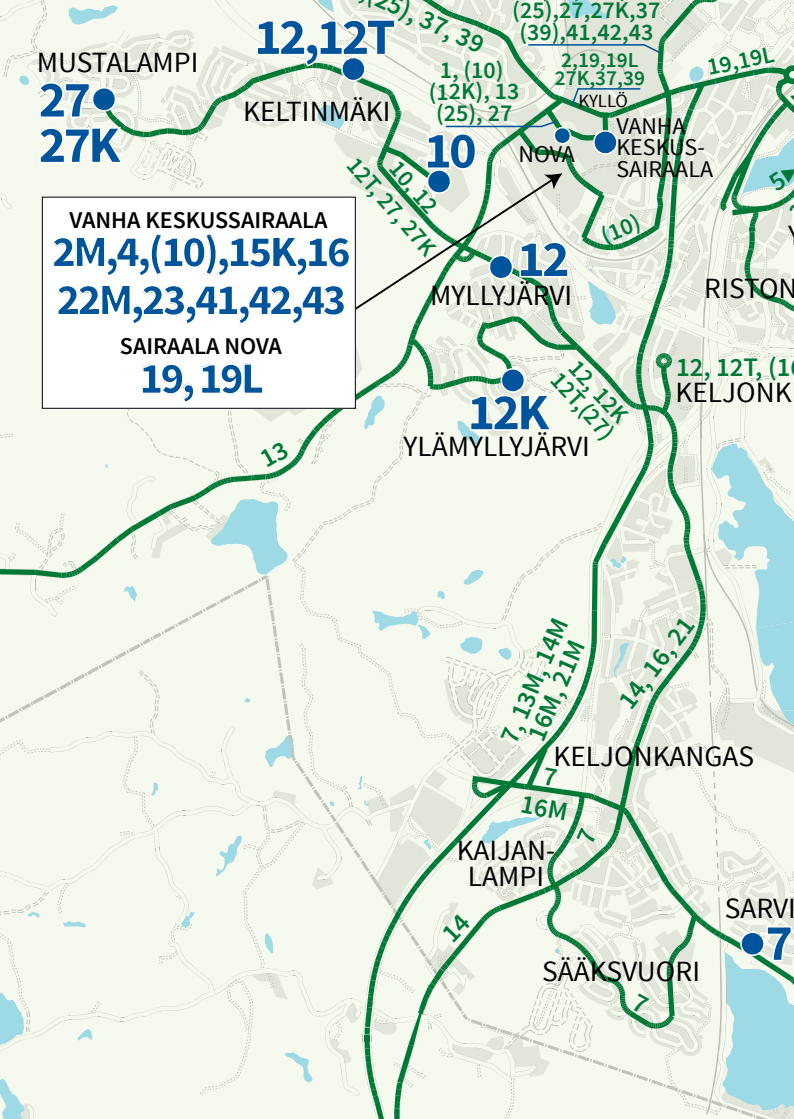 (25), 37, 39
(25),27,27K,37
(39),41,42,43
12,12T
MUSTALAMPI
27
27K
KELTINMÄKI
1, (10)
(12K), 13
(25), 27
2,19,19L
27K,37,39
KYLLÖ
19,19L
VANHA
KESKUS-
SAIRAALA
NOVA
10
10, 12
12T, 27, 27K
5
(10)
VANHA KESKUSSAIRAALA
2M,4,(10),15K,16
22M,23,41,42,43
SAIRAALA NOVA
19, 19L
12
MYLLYJÄRVI
RISTON
12, 12T, (1
KELJONK
12, 12K
12T,(27)
12K
YLÄMYLLYJÄRVI
13
7, 13M, 14M
16M, 21M
14, 16, 21
KELJONKANGAS
7
16M
7
KAIJAN-
LAMPI
14
SARVI
7
SÄÄKSVUORI
7